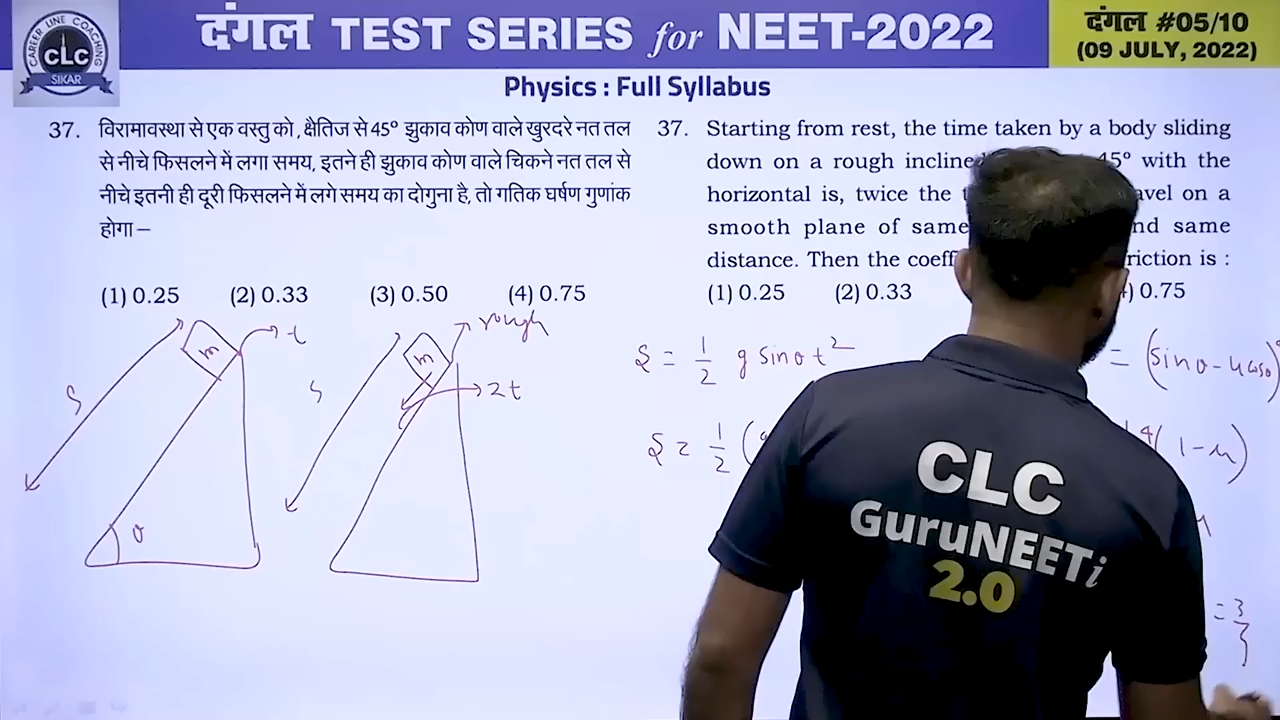 CAREER LINE COACHING
CLC
SIKAR
दंगल TEST SERIES for NEET-2022
दंगल #05/10
(09 JULY, 2022)
Physics : Full Syllabus
37. विरामावस्था से एक वस्तु को, क्षैतिज से 45° झुकाव कोण वाले खुरदरे नत तल
से नीचे फिसलने में लगा समय, इतने ही झुकाव कोण वाले चिकने नत तल से
नीचे इतनी ही दूरी फिसलने में लगे समय का दोगुना है, तो गतिक घर्षण गुणांक
होगा –
(1) 0.25 (2) 0.33 (3) 0.50 (4) 0.75
37. Starting from rest, the time taken by a body sliding
down on a rough incline 45° with the
horizontal is, twice the on a
smooth plane of same same
distance. Then the is :
(1) 0.25 (2) 0.33 0.75
m t
S
θ
m rough
2t
S
S = 1/2 g sinθ t²
= (sinθ - μcosθ)
S = 1/2 (
4(1-μ)
CLC
GuruNEETi
2.0